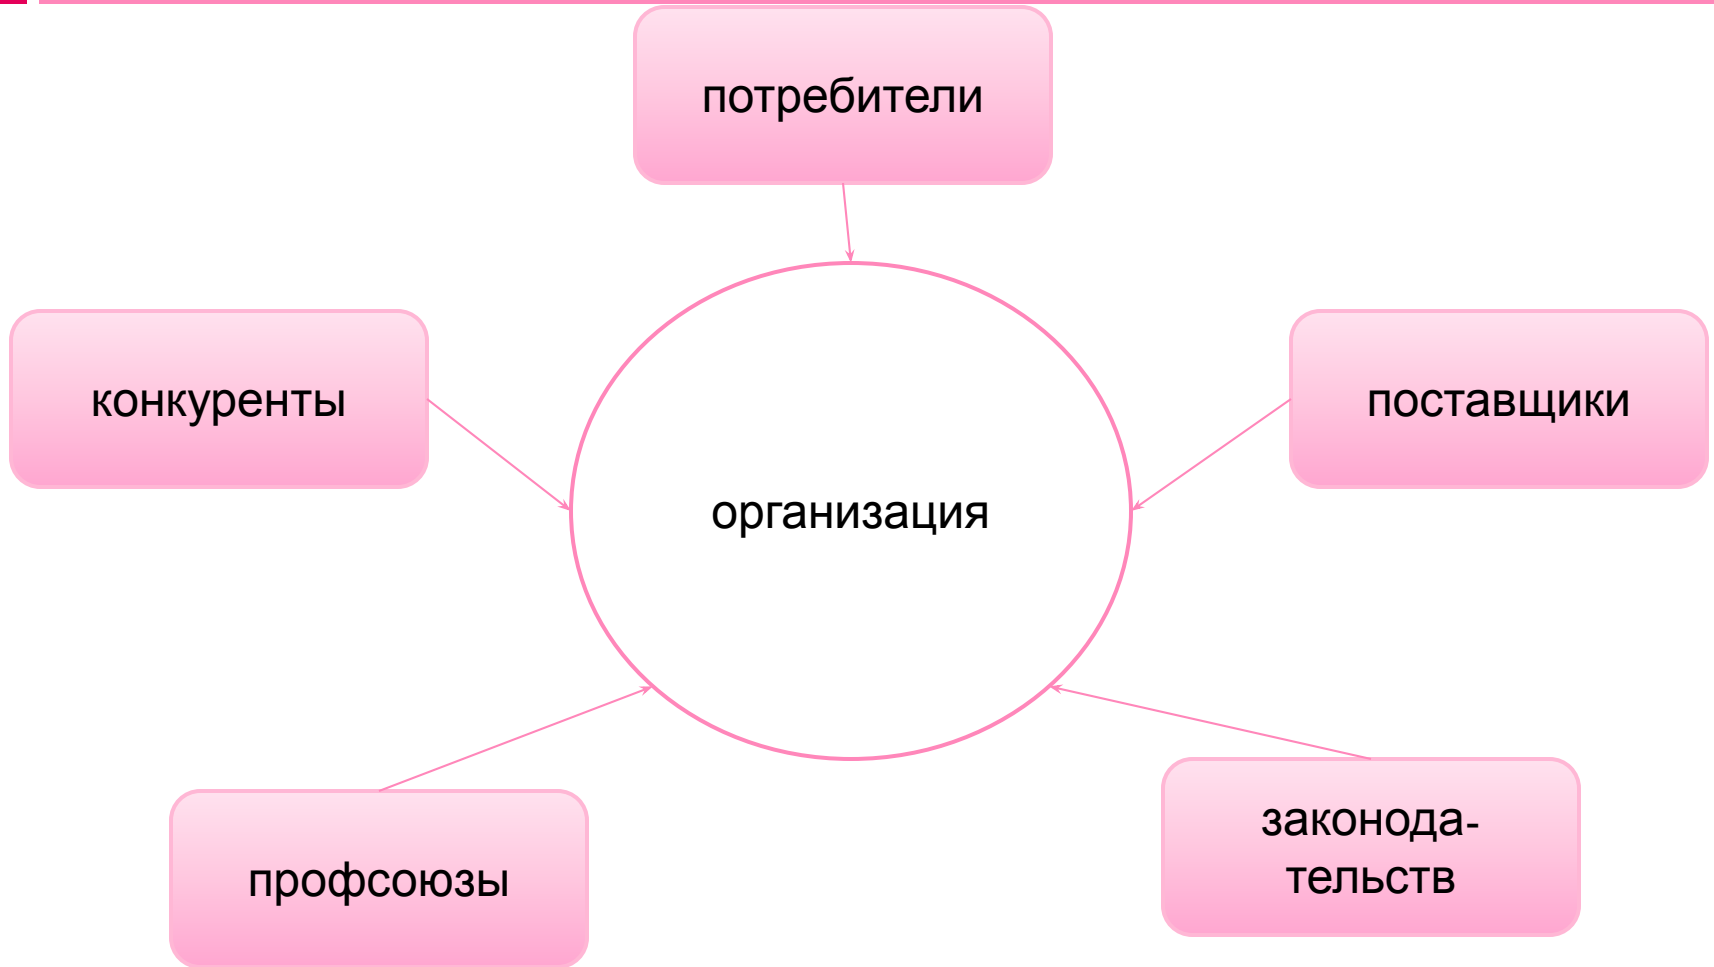 потребители
конкуренты
поставщики
организация
профсоюзы
законода-
тельств